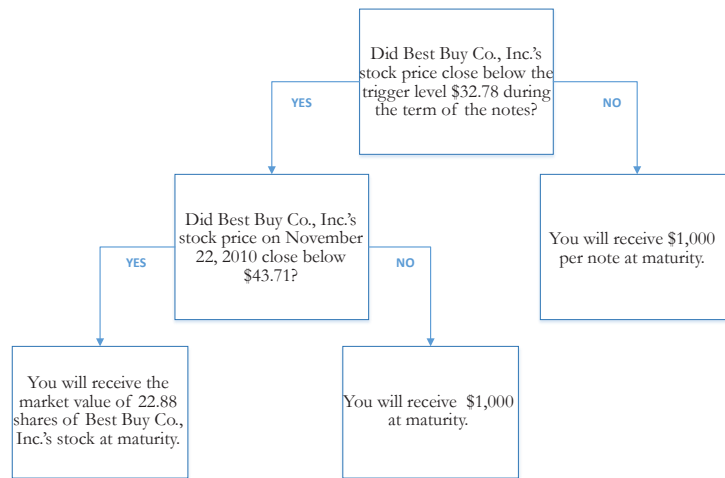 Did Best Buy Co., Inc.'s
stock price close below the
trigger level $32.78 during
the term of the notes?
YES
NO
Did Best Buy Co., Inc.'s
stock price on November
22, 2010 close below
$43.71?
You will receive $1,000
per note at maturity.
YES
NO
You will receive the
market value of 22.88
shares of Best Buy Co.,
Inc.'s stock at maturity.
You will receive $1,000
at maturity.